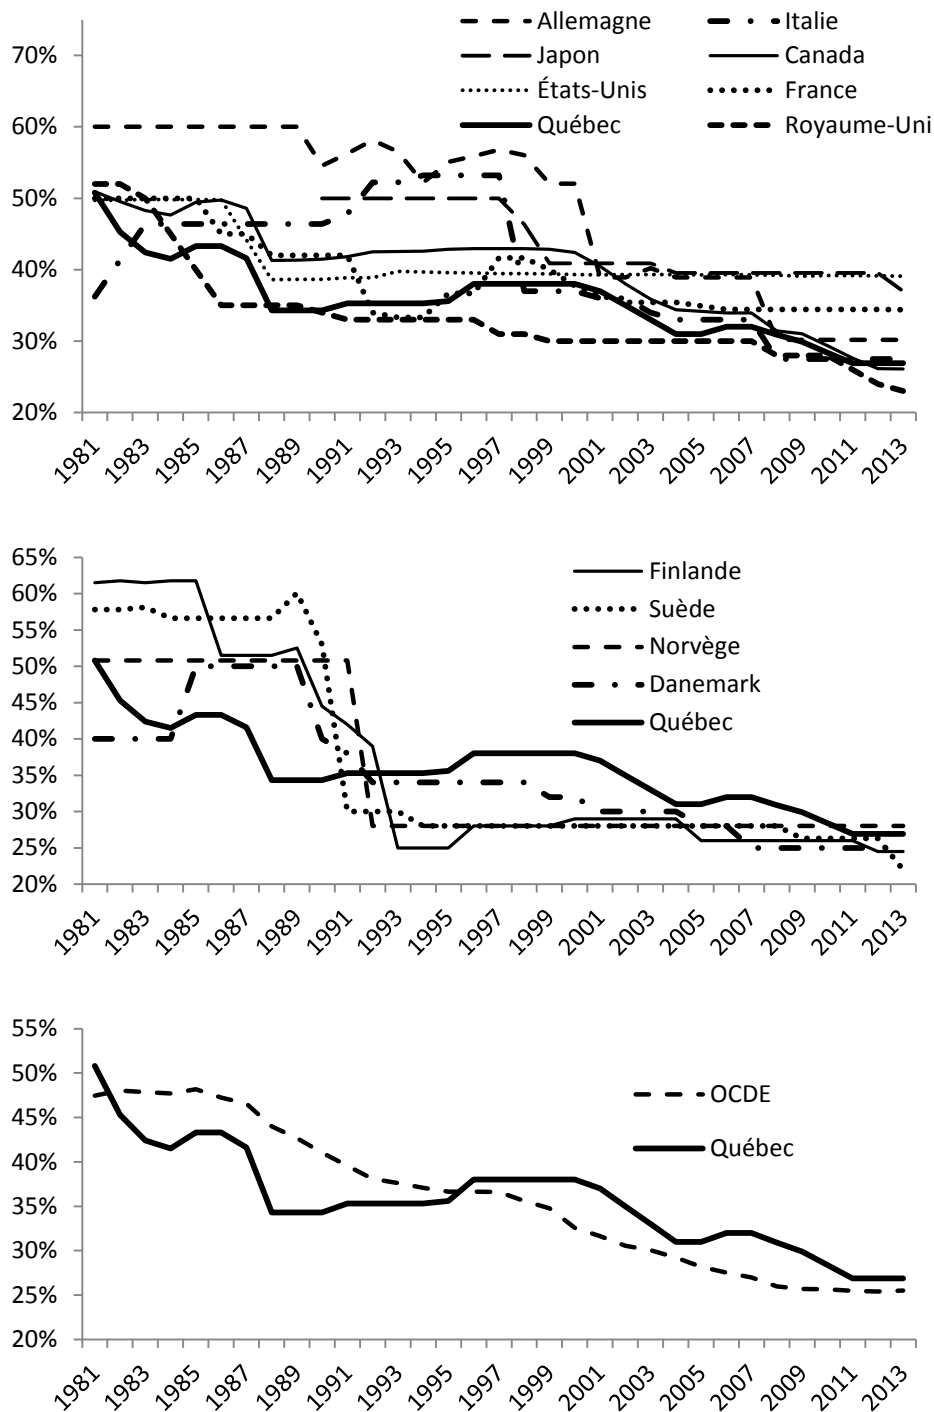 Allemagne Italie
70%
Japon Canada
États-Unis France
60%
Québec Royaume-Uni
50%
40%
30%
20%
1981 1983 1985 1987 1989 1991 1993 1995 1997 1999 2001 2003 2005 2007 2009 2011 2013
65%
Finlande
60%
Suède
55%
Norvège
50%
Danemark
45%
Québec
40%
35%
30%
25%
20%
1981 1983 1985 1987 1989 1991 1993 1995 1997 1999 2001 2003 2005 2007 2009 2011 2013
55%
50%
OCDE
45%
Québec
40%
35%
30%
25%
20%
1981 1983 1985 1987 1989 1991 1993 1995 1997 1999 2001 2003 2005 2007 2009 2011 2013